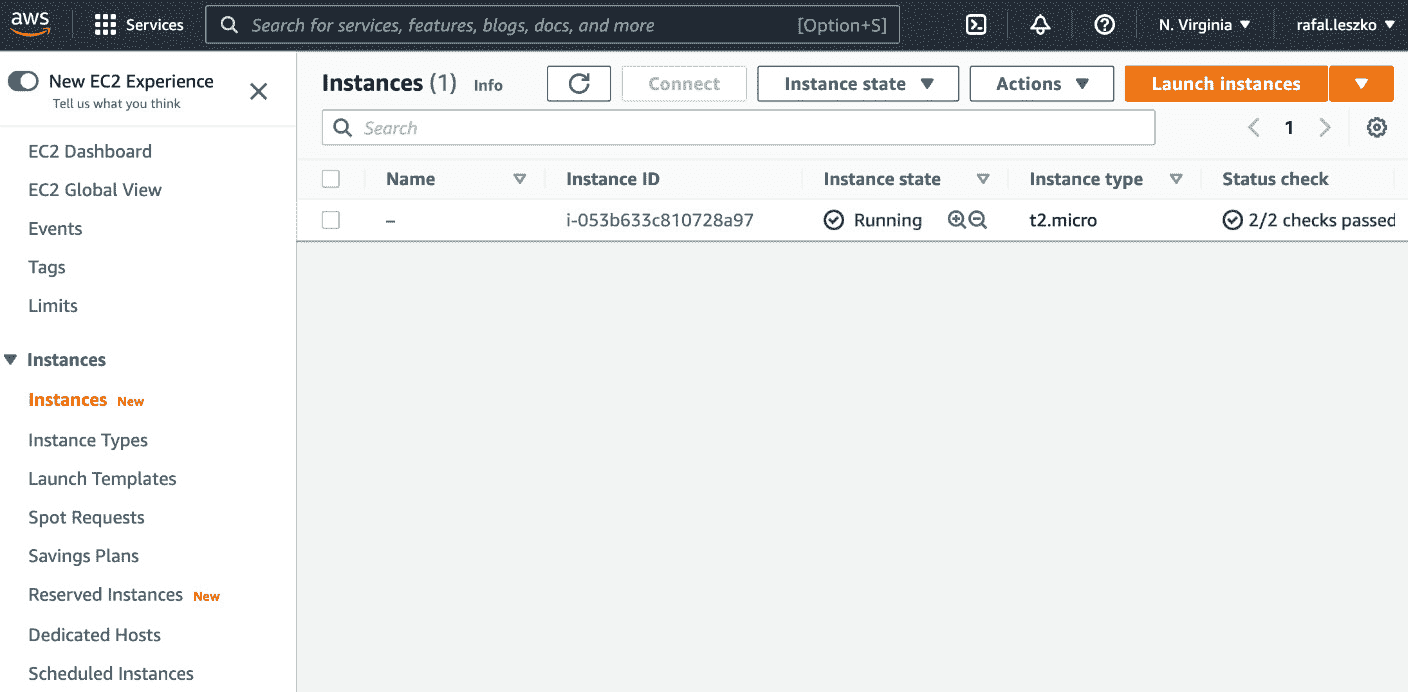 aws Services Search for services, features, blogs, docs, and more [Option+S] N. Virginia rafal.leszko
New EC2 Experience
Tell us what you think
EC2 Dashboard
EC2 Global View
Events
Tags
Limits
Instances
Instances New
Instance Types
Launch Templates
Spot Requests
Savings Plans
Reserved Instances New
Dedicated Hosts
Scheduled Instances
Instances (1) Info Connect Instance state Actions Launch instances
Search 1
Name Instance ID Instance state Instance type Status check
– i-053b633c810728a97 Running t2.micro 2/2 checks passed